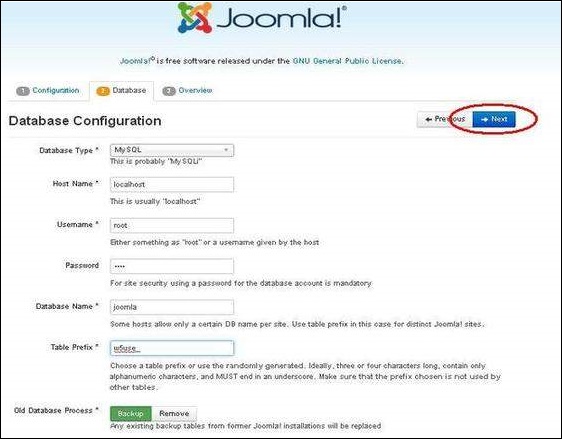 Joomla!®
Joomla!® is free software released under the GNU General Public License.
1 Configuration 2 Database 3 Overview
Database Configuration
Previous Next
Database Type * MySQL
This is probably "MySQLi"
Host Name * localhost
This is usually "localhost"
Username * root
Either something as "root" or a username given by the host
Password ••••
For site security using a password for the database account is mandatory
Database Name * joomla
Some hosts allow only a certain DB name per site. Use table prefix in this case for distinct Joomla! sites.
Table Prefix * w5use_
Choose a table prefix or use the randomly generated. Ideally, three or four characters long, contain only
alphanumeric characters, and MUST end in an underscore. Make sure that the prefix chosen is not used by
other tables.
Old Database Process * Backup Remove
Any existing backup tables from former Joomla! installations will be replaced